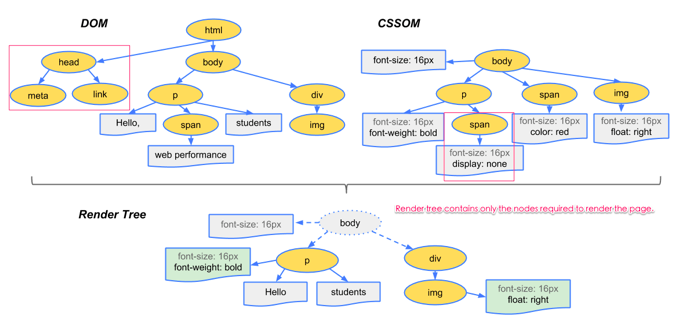 DOM
CSSOM
html
head
body
meta
link
p
div
Hello,
span
students
img
web performance
font-size: 16px
body
p
span
img
font-size: 16px
font-weight: bold
span
font-size: 16px
color: red
font-size: 16px
float: right
font-size: 16px
display: none
Render Tree
Render tree contains only the nodes required to render the page.
font-size: 16px
body
font-size: 16px
font-weight: bold
p
div
Hello
students
img
font-size: 16px
float: right